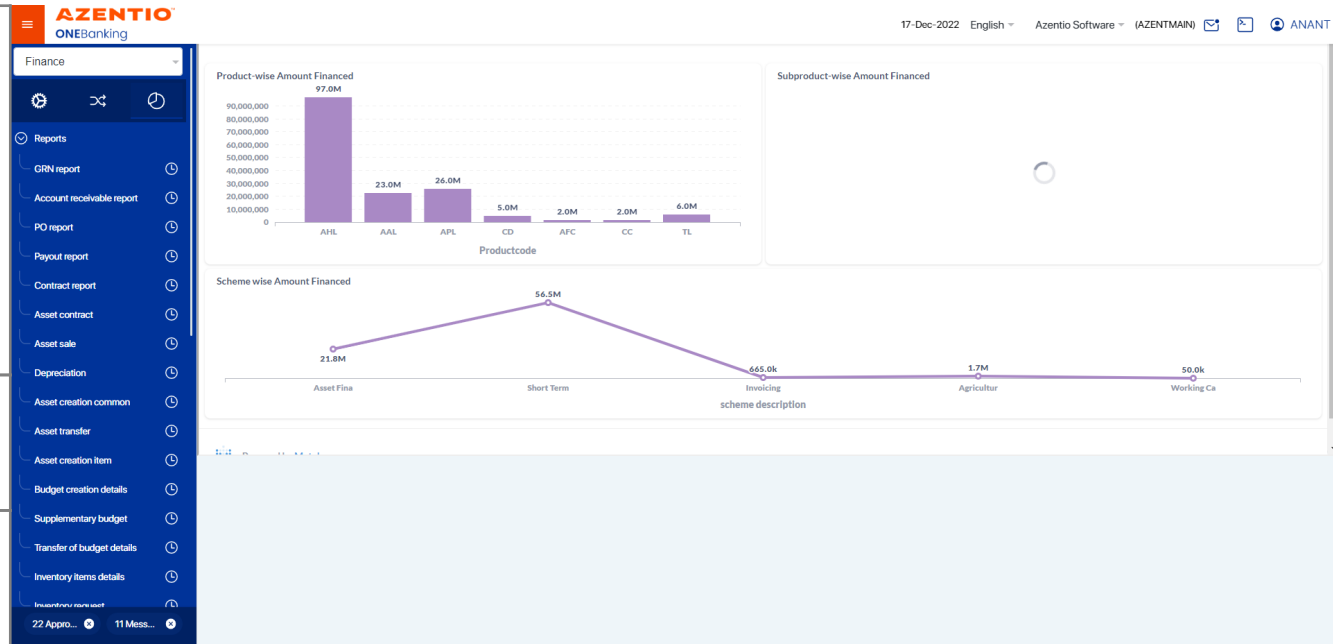 AZENTIO
ONEBanking
17-Dec-2022 English Azentio Software (AZENTMAIN) ANANT
Finance
Reports
GRN report
Account receivable report
PO report
Payout report
Contract report
Asset contract
Asset sale
Depreciation
Asset creation common
Asset transfer
Asset creation item
Budget creation details
Supplementary budget
Transfer of budget details
Inventory items details
Inventory request
22 Appro... 11 Mess...
Product-wise Amount Financed
97.0M
90,000,000
80,000,000
70,000,000
60,000,000
50,000,000
40,000,000
30,000,000
20,000,000
10,000,000
0
23.0M
26.0M
5.0M
2.0M
2.0M
6.0M
AHL AAL APL CD AFC CC TL
Productcode
Subproduct-wise Amount Financed
Scheme wise Amount Financed
56.5M
21.8M
665.0k
1.7M
50.0k
Asset Fina Short Term Invoicing Agricultur Working Ca
scheme description